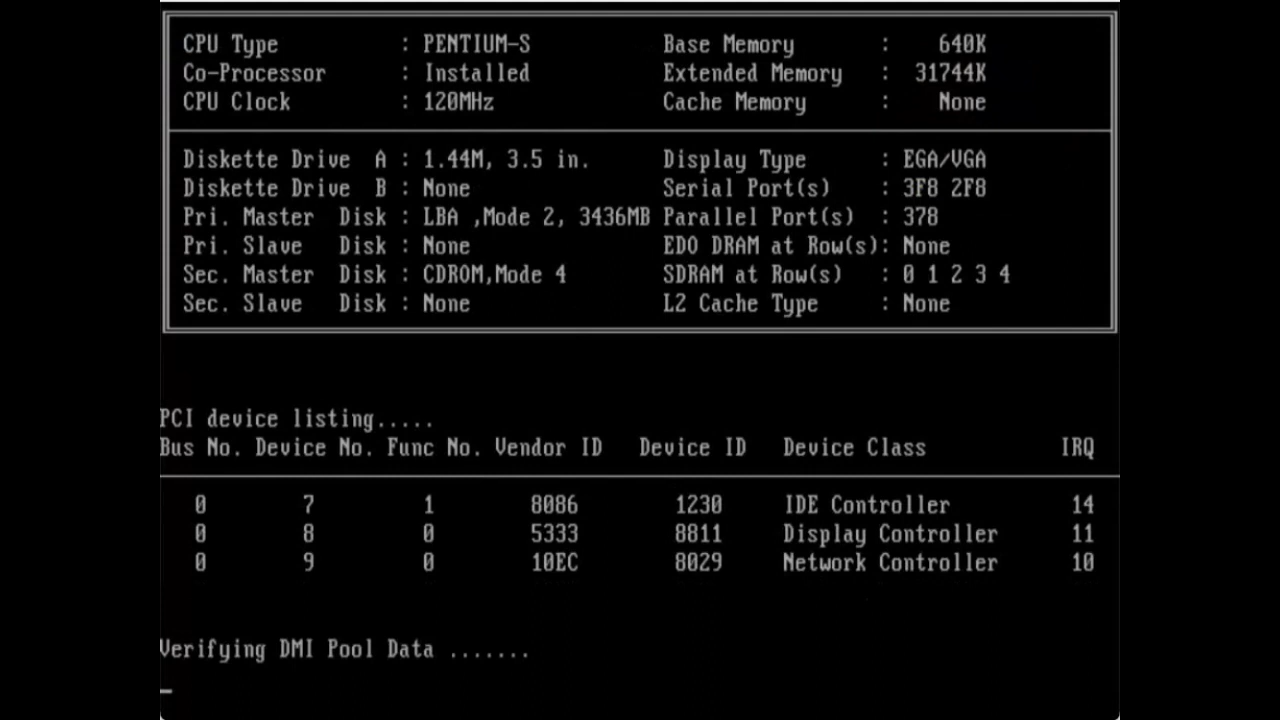 CPU Type : PENTIUM-S Base Memory : 640K
Co-Processor : Installed Extended Memory : 31744K
CPU Clock : 120MHz Cache Memory : None
Diskette Drive A : 1.44M, 3.5 in. Display Type : EGA/VGA
Diskette Drive B : None Serial Port(s) : 3F8 2F8
Pri. Master Disk : LBA ,Mode 2, 3436MB Parallel Port(s) : 378
Pri. Slave Disk : None EDO DRAM at Row(s): None
Sec. Master Disk : CDROM,Mode 4 SDRAM at Row(s) : 0 1 2 3 4
Sec. Slave Disk : None L2 Cache Type : None
PCI device listing.....
Bus No. Device No. Func No. Vendor ID Device ID Device Class IRQ
0 7 1 8086 1230 IDE Controller 14
0 8 0 5333 8811 Display Controller 11
0 9 0 10EC 8029 Network Controller 10
Verifying DMI Pool Data .......
_